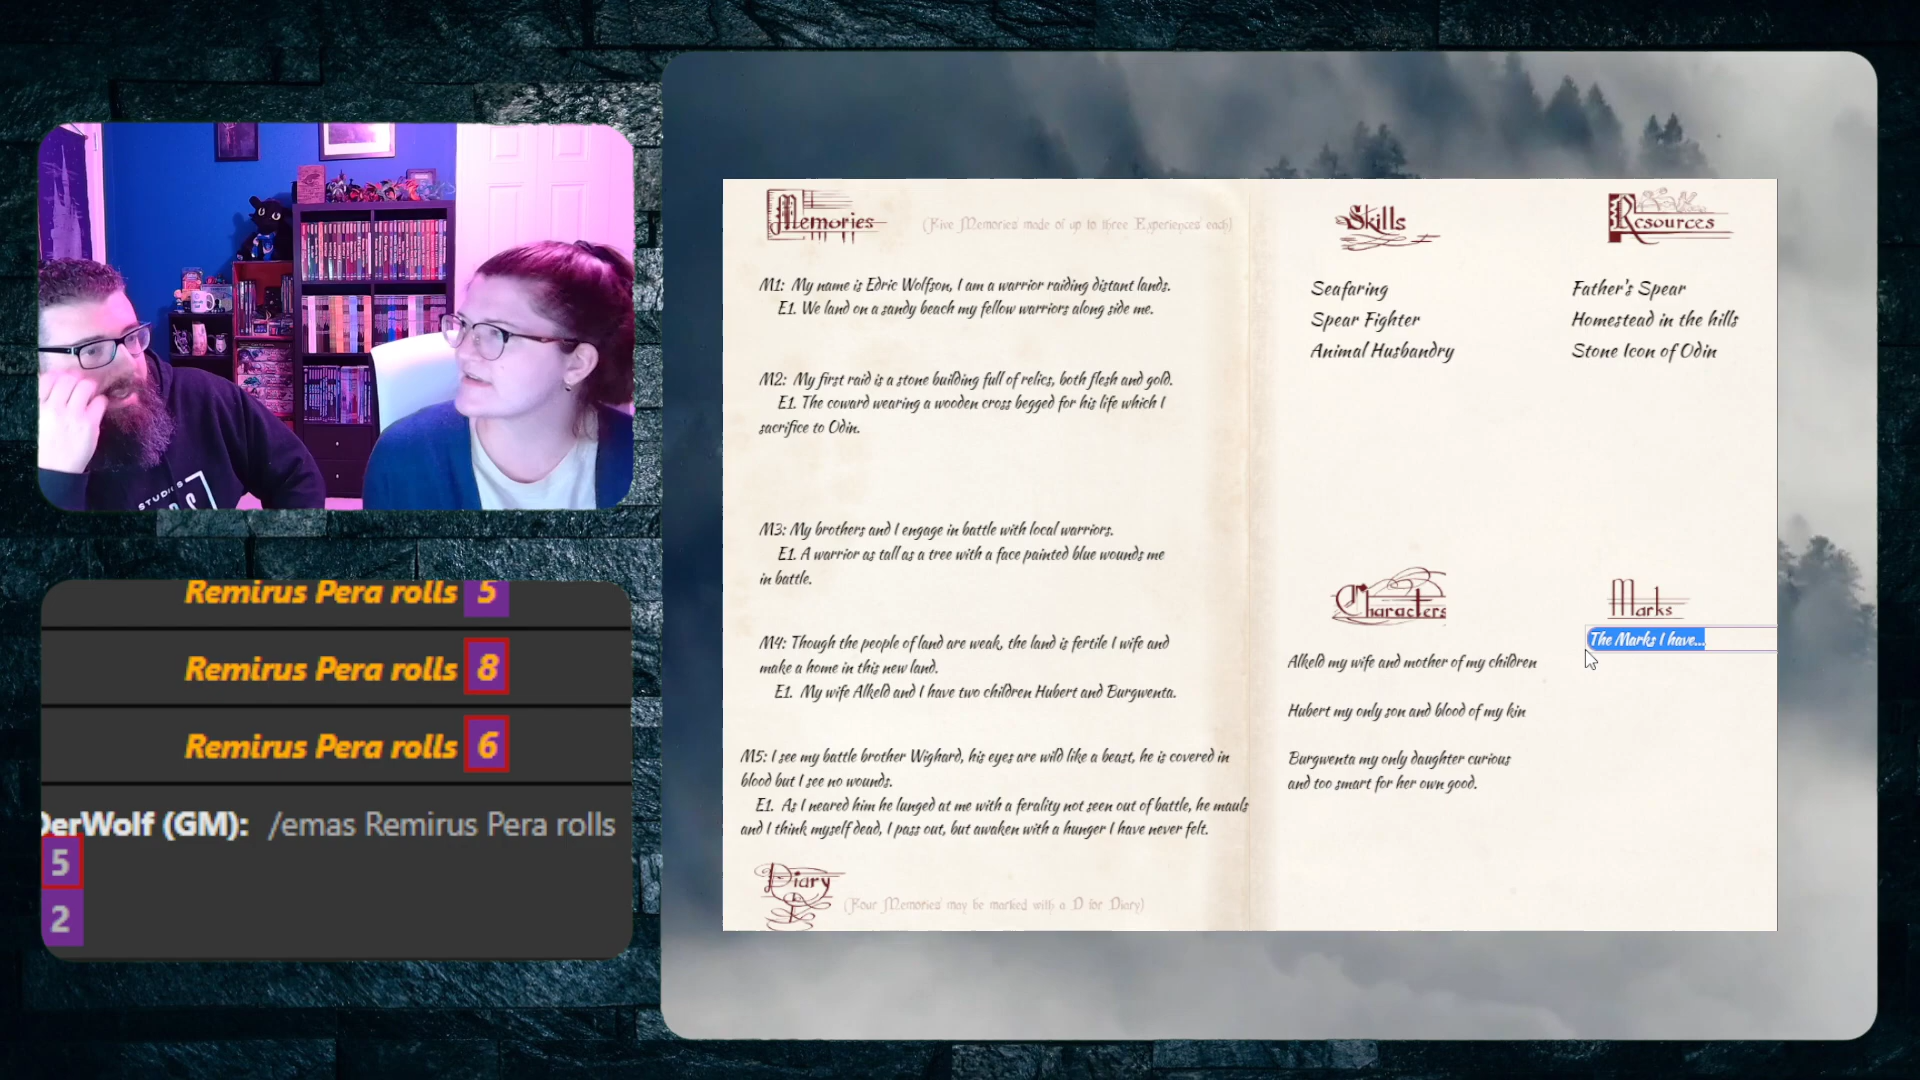 Memories
(Five Memories made of up to three Experiences each)
M1: My name is Edric Wolfson, I am a warrior raiding distant lands.
E1. We land on a sandy beach my fellow warriors along side me.
M2: My first raid is a stone building full of relics, both flesh and gold.
E1. The coward wearing a wooden cross begged for his life which I
sacrifice to Odin.
M3: My brothers and I engage in battle with local warriors.
E1. A warrior as tall as a tree with a face painted blue wounds me
in battle.
M4: Though the people of land are weak, the land is fertile I wife and
make a home in this new land.
E1. My wife Alkeld and I have two children Hubert and Burgwenta.
M5: I see my battle brother Wighard, his eyes are wild like a beast, he is covered in
blood but I see no wounds.
E1. As I neared him he lunged at me with a ferality not seen out of battle, he mauls
and I think myself dead, I pass out, but awaken with a hunger I have never felt.
Diary
(Four Memories may be marked with a D for Diary)
Skills
Seafaring
Spear Fighter
Animal Husbandry
Resources
Father's Spear
Homestead in the hills
Stone Icon of Odin
Characters
Alkeld my wife and mother of my children
Hubert my only son and blood of my kin
Burgwenta my only daughter curious
and too smart for her own good.
Marks
The Marks I have...
Remirus Pera rolls 5
Remirus Pera rolls 8
Remirus Pera rolls 6
DerWolf (GM): /emas Remirus Pera rolls
5
2